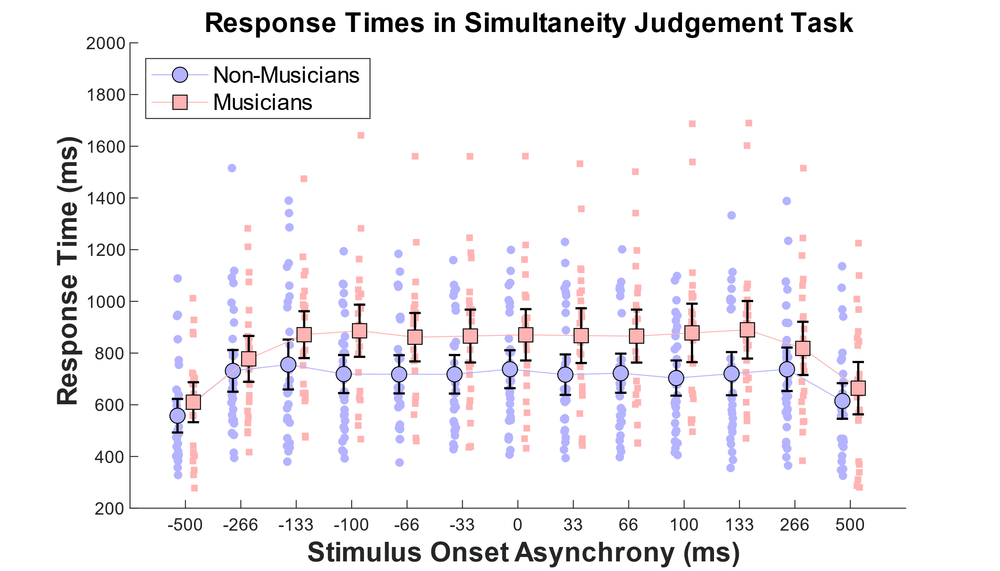 Response Times in Simultaneity Judgement Task
2000
1800
1600
1400
1200
1000
800
600
400
200
Response Time (ms)
Non-Musicians
Musicians
-500 -266 -133 -100 -66 -33 0 33 66 100 133 266 500
Stimulus Onset Asynchrony (ms)